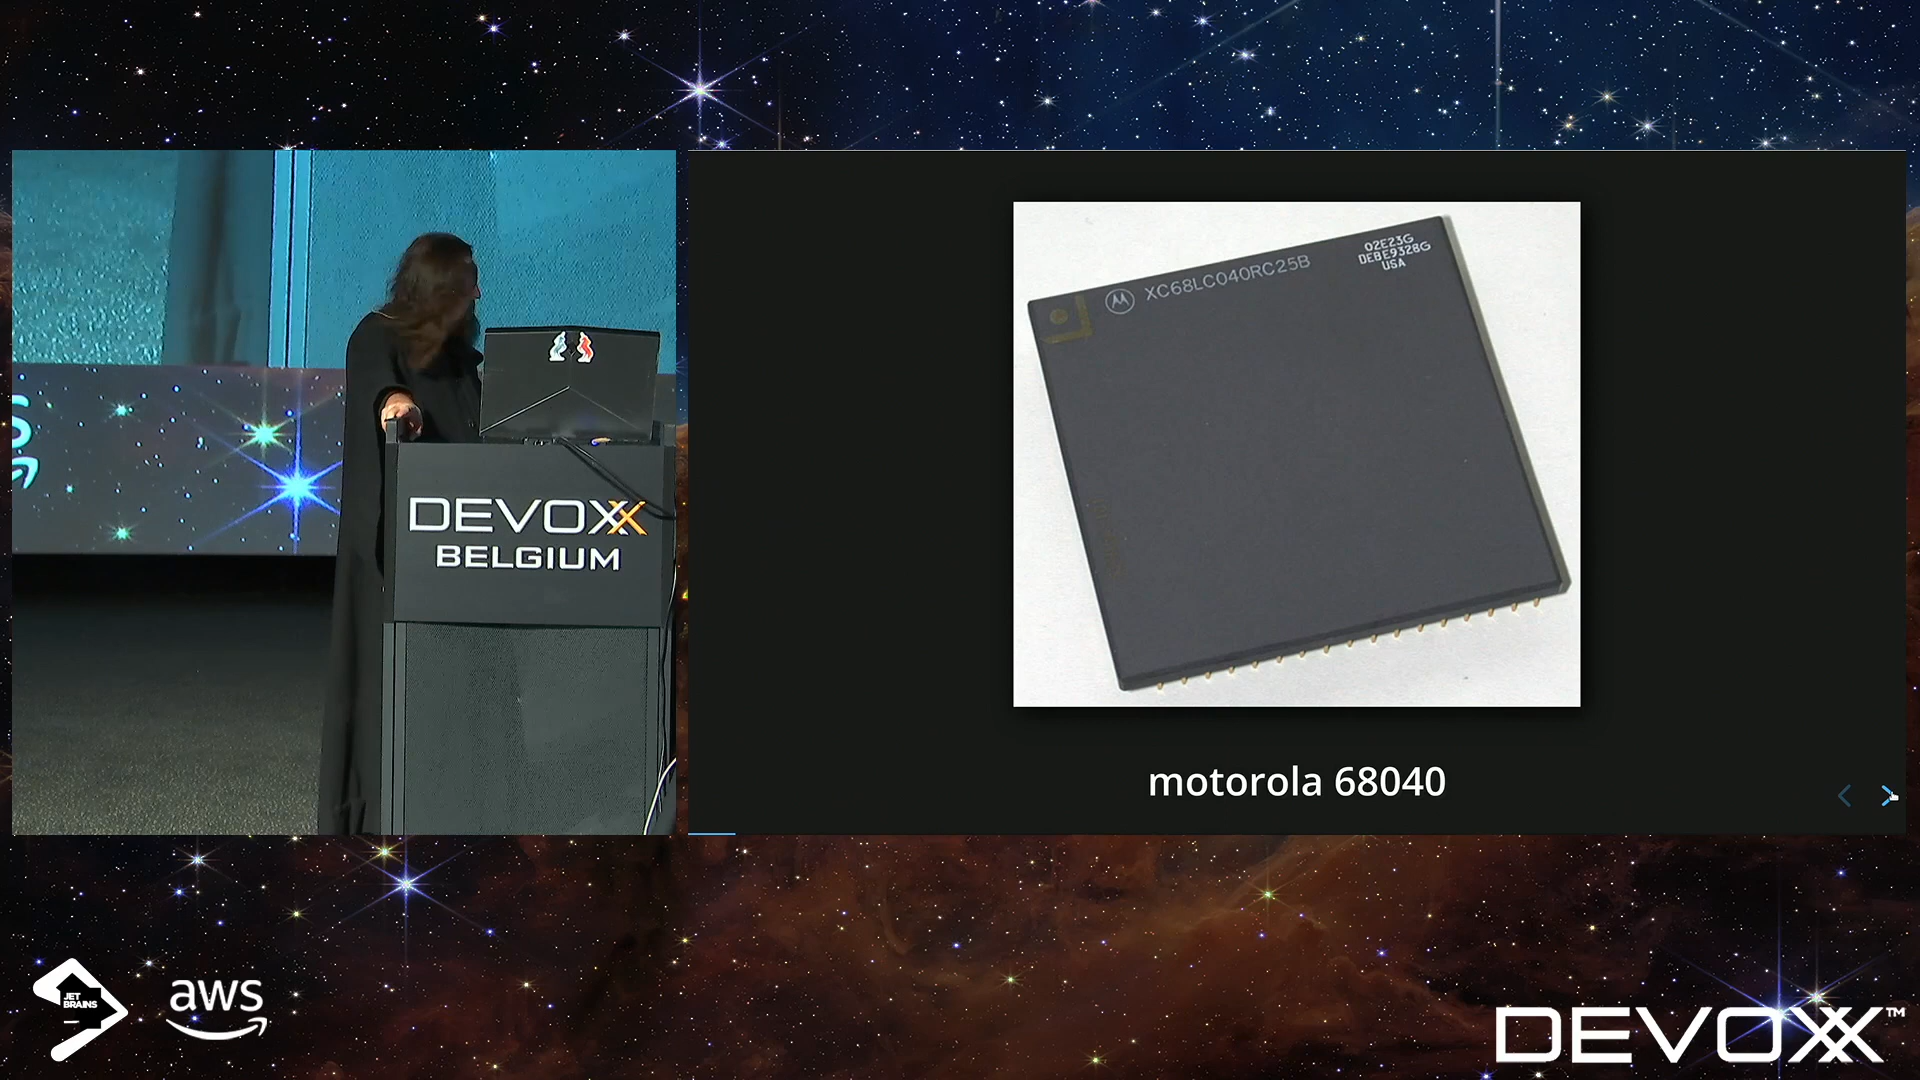 DEVOXX
BELGIUM
XC68LC040RC25B
02E23G
DEBE9328G
USA
motorola 68040
JET
BRAINS
aws
DEVOXX™